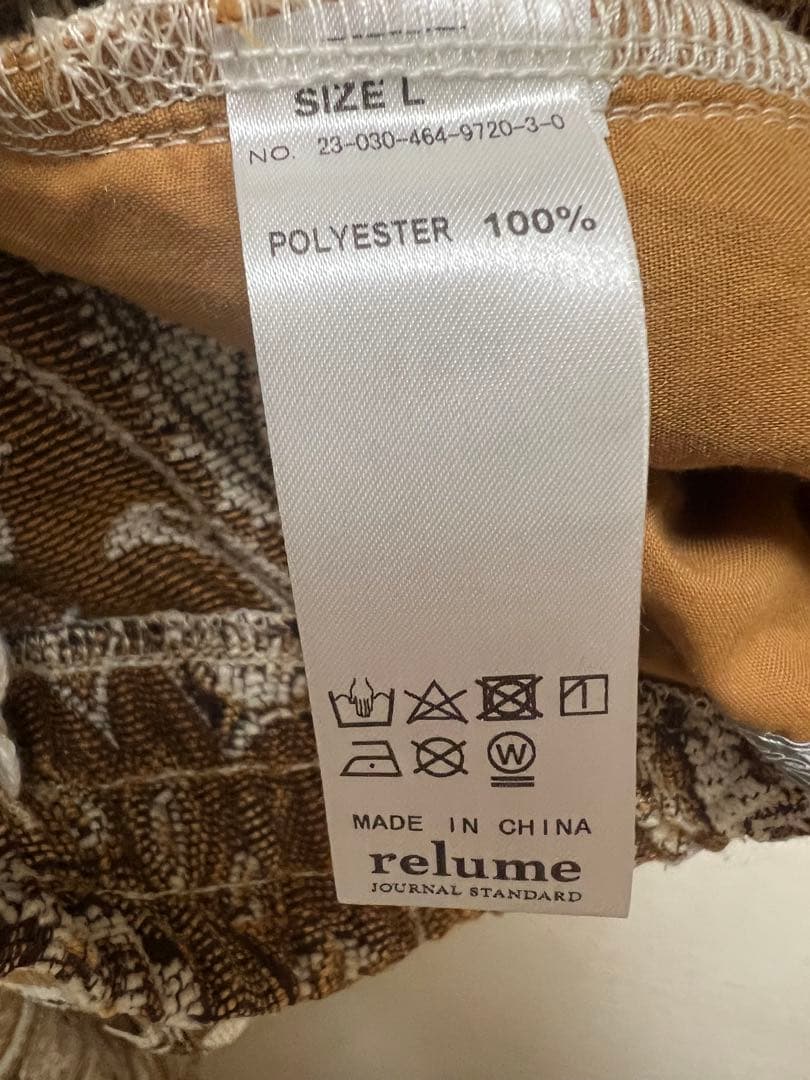 SIZE L
NO. 23-030-464-9720-3-0
POLYESTER 100%
W
MADE IN CHINA
relume
JOURNAL STANDARD